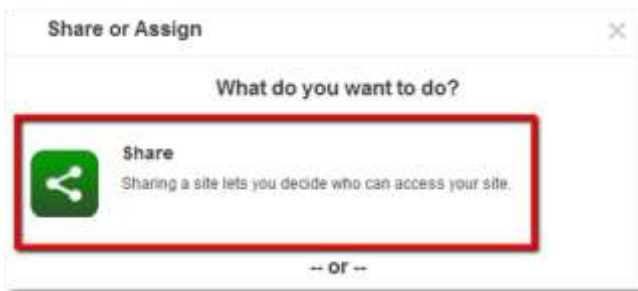 Share or Assign
What do you want to do?
Share
Sharing a site lets you decide who can access your site.
-- or --